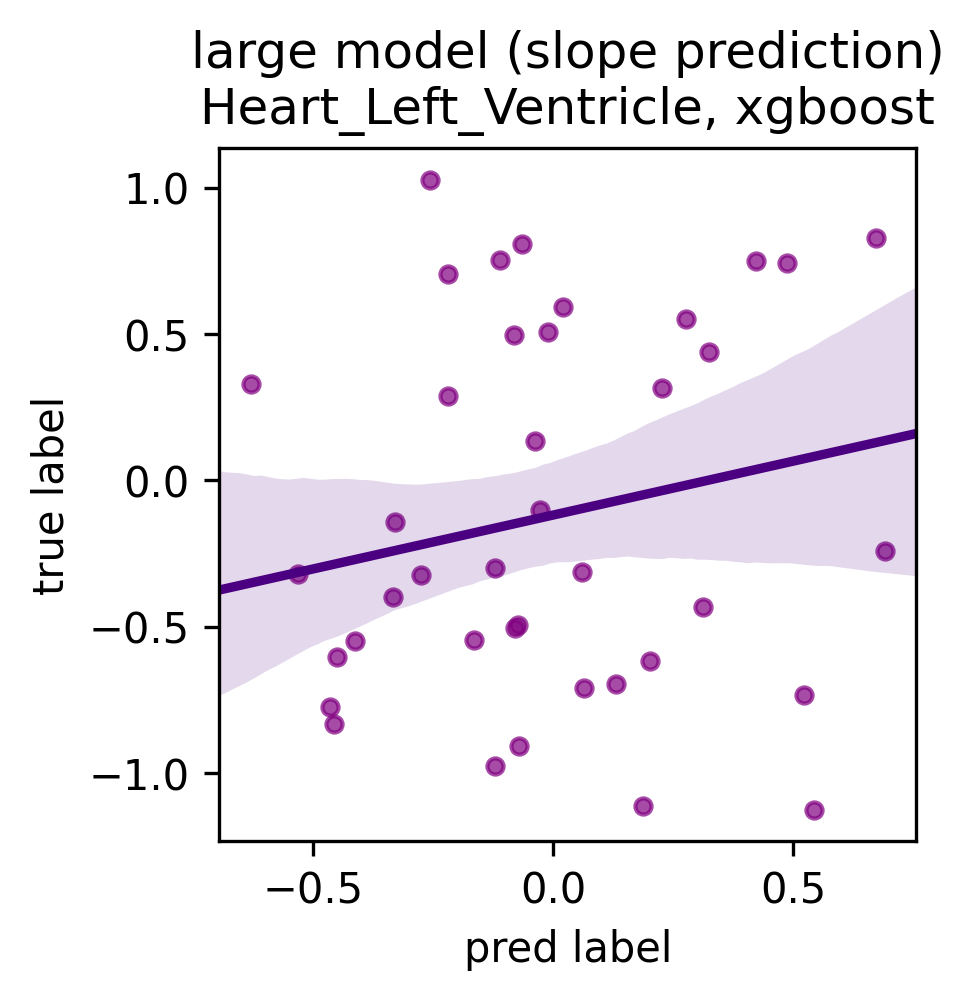 large model (slope prediction)
Heart_Left_Ventricle, xgboost
1.0
0.5
0.0
−0.5
−1.0
true label
−0.5
0.0
0.5
pred label